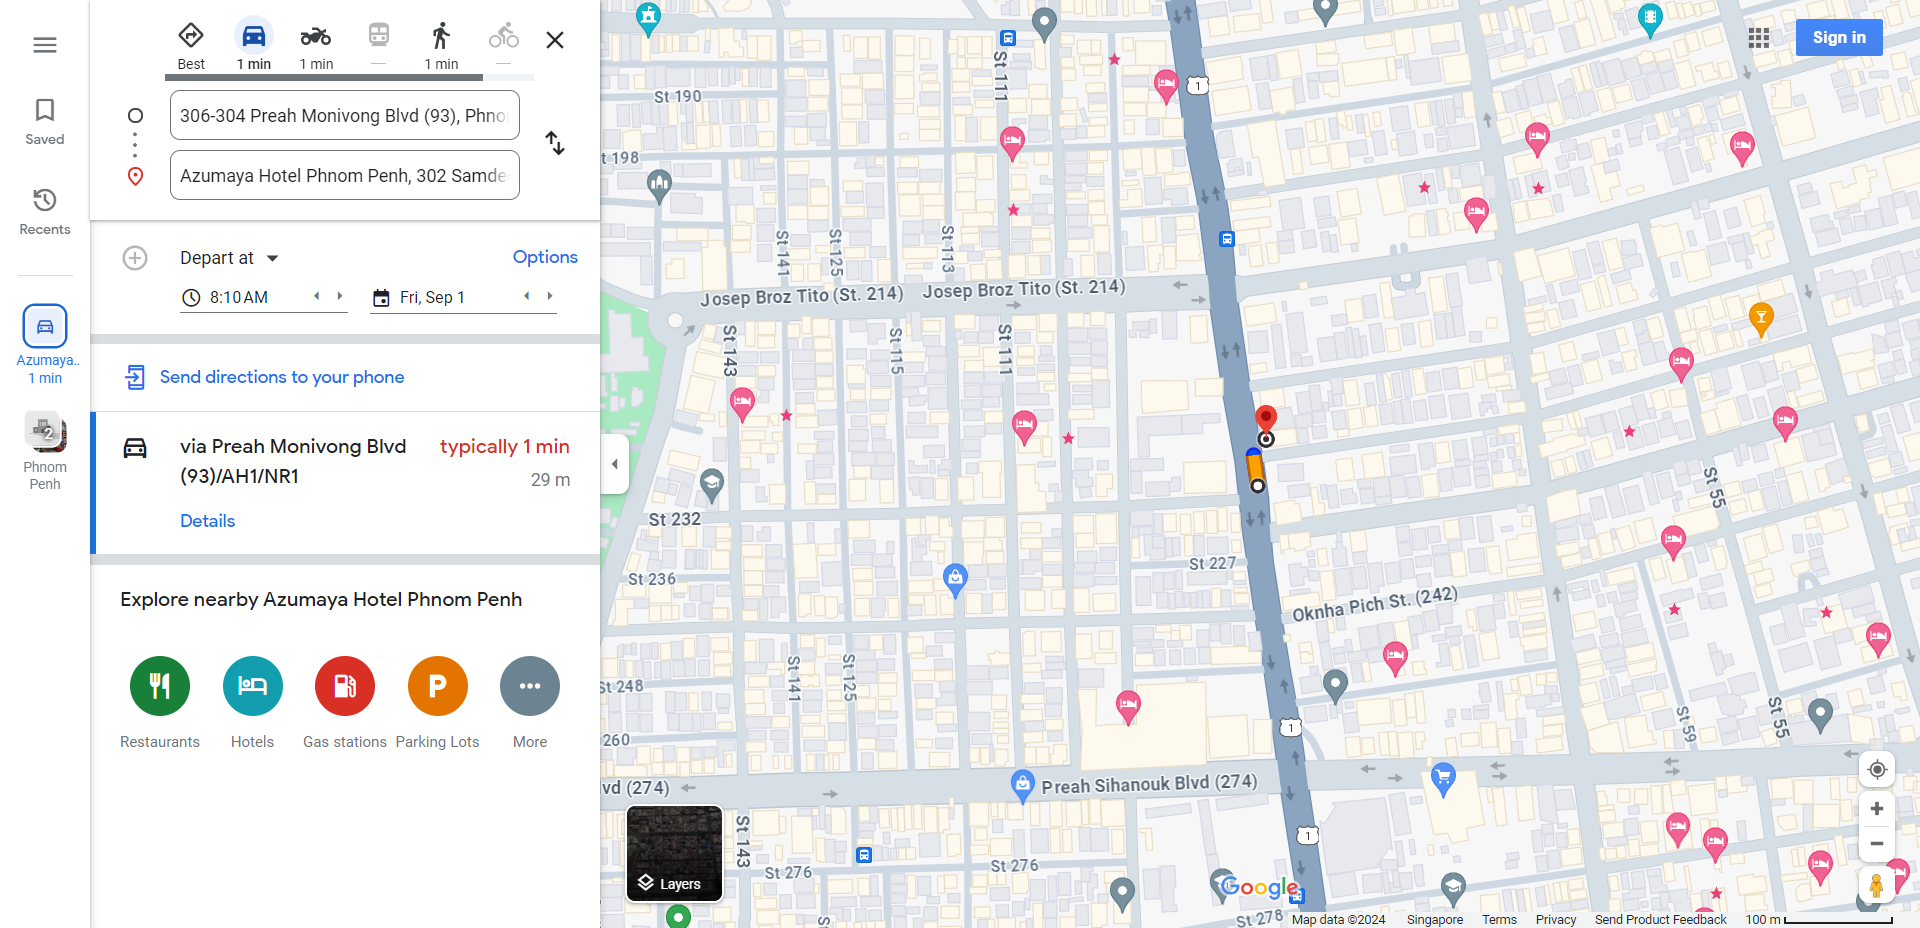 Best
1 min
1 min
—
1 min
—
306-304 Preah Monivong Blvd (93), Phno
Azumaya Hotel Phnom Penh, 302 Samde
Saved
Recents
Azumaya..
1 min
2
Phnom
Penh
Depart at
Options
8:10 AM
Fri, Sep 1
Send directions to your phone
via Preah Monivong Blvd
(93)/AH1/NR1
typically 1 min
29 m
Details
Explore nearby Azumaya Hotel Phnom Penh
Restaurants
Hotels
Gas stations
P
Parking Lots
More
Sign in
St 111
St 190
1
t 198
St 141
St 125
St 113
Josep Broz Tito (St. 214)
Josep Broz Tito (St. 214)
St 143
St 115
St 111
St 232
St 55
St 227
St 236
Oknha Pich St. (242)
St 141
St 125
St 248
St 59
St 55
260
1
vd (274)
Preah Sihanouk Blvd (274)
St 143
1
St 276
St 276
Layers
Google
St 278
Map data ©2024
Singapore
Terms
Privacy
Send Product Feedback
100 m